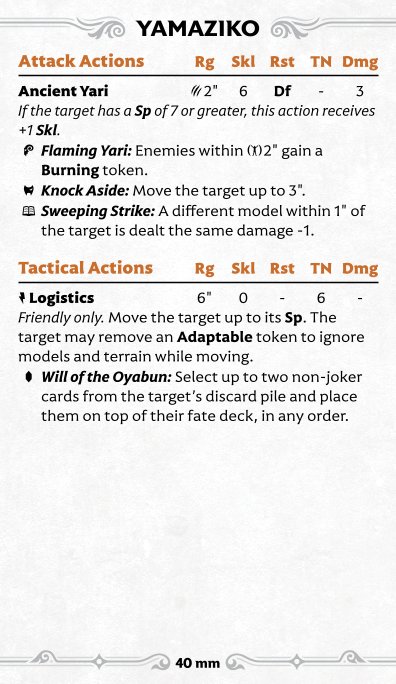 YAMAZIKO
Attack Actions Rg Skl Rst TN Dmg
Ancient Yari 2" 6 Df - 3
If the target has a Sp of 7 or greater, this action receives
+1 Skl.
Flaming Yari: Enemies within 2" gain a
Burning token.
Knock Aside: Move the target up to 3".
Sweeping Strike: A different model within 1" of
the target is dealt the same damage -1.
Tactical Actions Rg Skl Rst TN Dmg
Logistics 6" 0 - 6 -
Friendly only. Move the target up to its Sp. The
target may remove an Adaptable token to ignore
models and terrain while moving.
Will of the Oyabun: Select up to two non-joker
cards from the target's discard pile and place
them on top of their fate deck, in any order.
40 mm